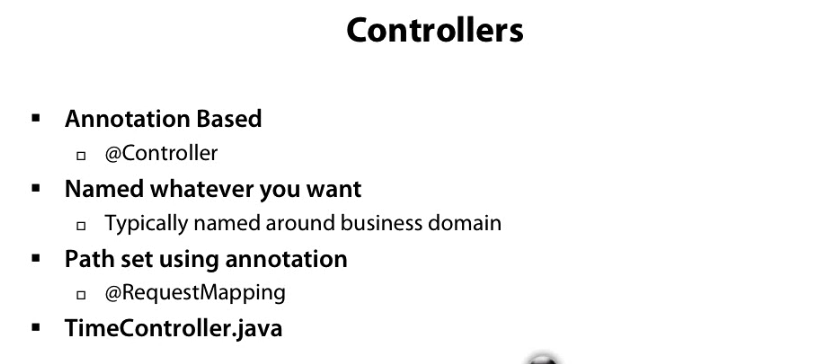 Controllers
▪ Annotation Based
▫ @Controller
▪ Named whatever you want
▫ Typically named around business domain
▪ Path set using annotation
▫ @RequestMapping
▪ TimeController.java